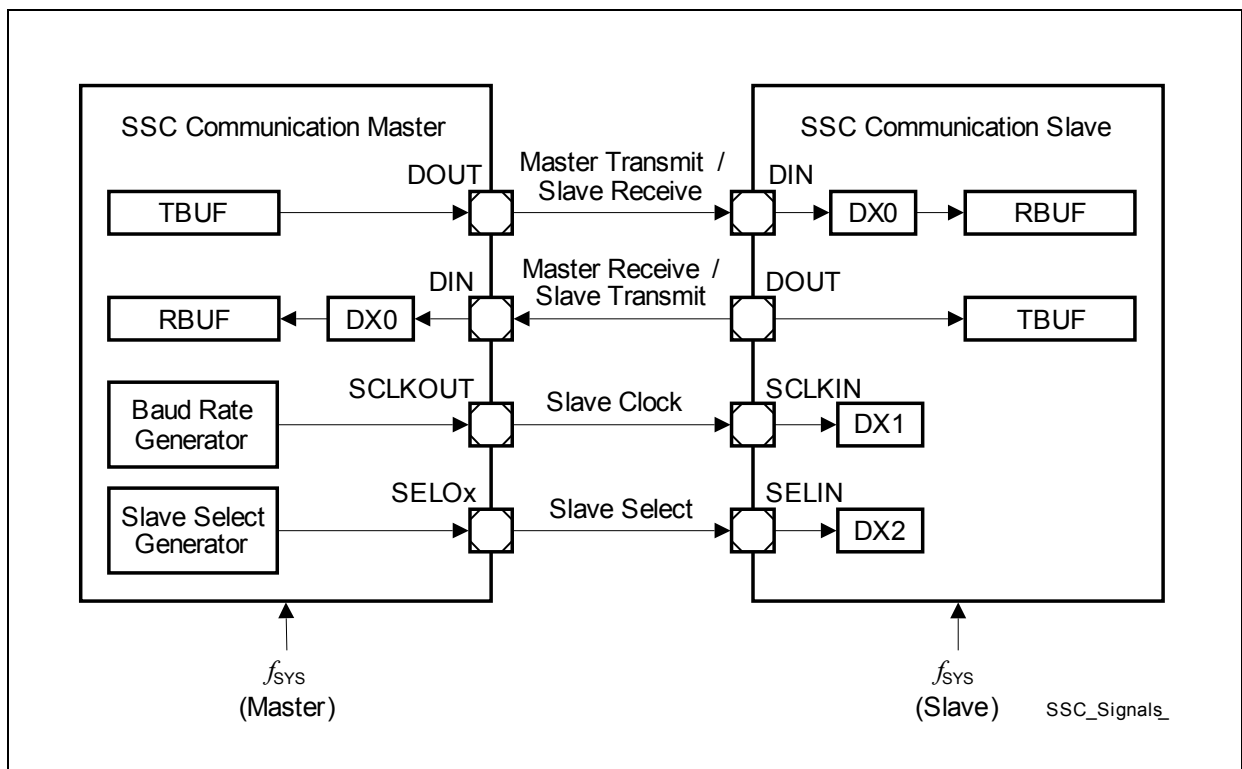 SSC Communication Master
SSC Communication Slave
DOUT
Master Transmit /
Slave Receive
DIN
TBUF
DX0
RBUF
DIN
Master Receive /
Slave Transmit
DOUT
RBUF
DX0
TBUF
Baud Rate
Generator
SCLKOUT
Slave Clock
SCLKIN
DX1
Slave Select
Generator
SELOx
Slave Select
SELIN
DX2
fSYS
(Master)
fSYS
(Slave)
SSC_Signals_